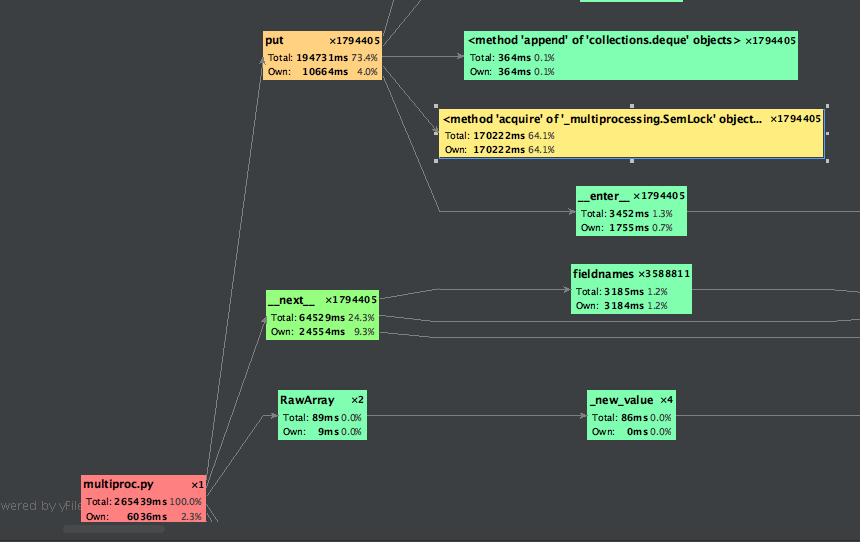 put ×1794405
Total: 194731ms 73.4%
Own: 10664ms 4.0%
<method 'append' of 'collections.deque' objects> ×1794405
Total: 364ms 0.1%
Own: 364ms 0.1%
<method 'acquire' of '_multiprocessing.SemLock' object... ×1794405
Total: 170222ms 64.1%
Own: 170222ms 64.1%
__enter__ ×1794405
Total: 3452ms 1.3%
Own: 1755ms 0.7%
fieldnames ×3588811
Total: 3185ms 1.2%
Own: 3184ms 1.2%
__next__ ×1794405
Total: 64529ms 24.3%
Own: 24554ms 9.3%
RawArray ×2
Total: 89ms 0.0%
Own: 9ms 0.0%
_new_value ×4
Total: 86ms 0.0%
Own: 0ms 0.0%
multiproc.py ×1
Total: 265439ms 100.0%
Own: 6036ms 2.3%
wered by yFile